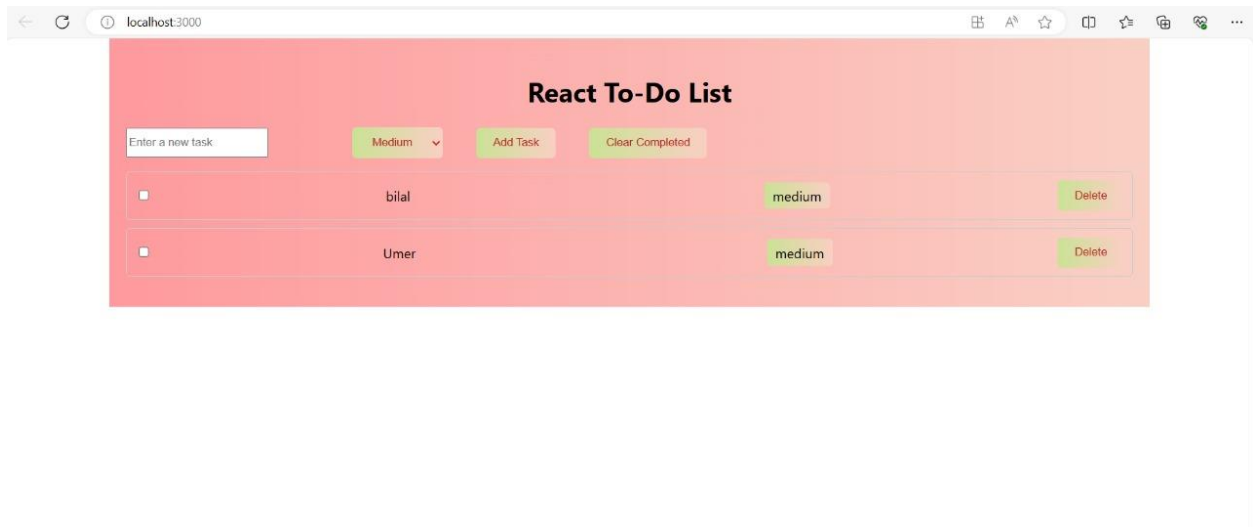 localhost:3000
React To-Do List
Enter a new task Medium Add Task Clear Completed
bilal medium Delete
Umer medium Delete